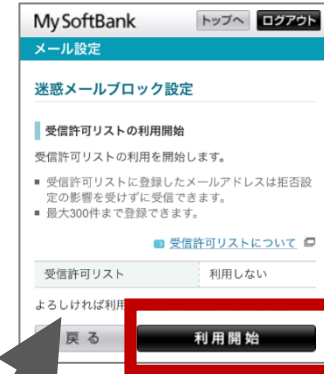 My SoftBank
トップへ
ログアウト
メール設定
迷惑メールブロック設定
受信許可リストの利用開始
受信許可リストの利用を開始します。
■ 受信許可リストに登録したメールアドレスは拒否設
定の影響を受けずに受信できます。
■ 最大300件まで登録できます。
受信許可リストについて
受信許可リスト
利用しない
よろしければ利用
戻る
利用開始